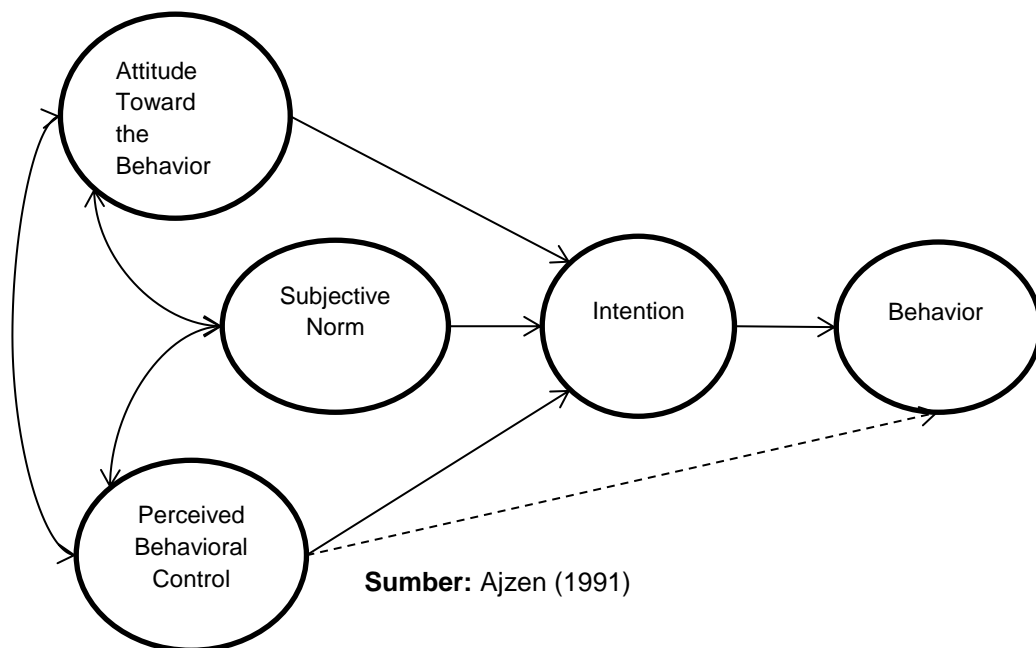 Attitude
Toward
the
Behavior
Subjective
Norm
Intention
Behavior
Perceived
Behavioral
Control
Sumber: Ajzen (1991)